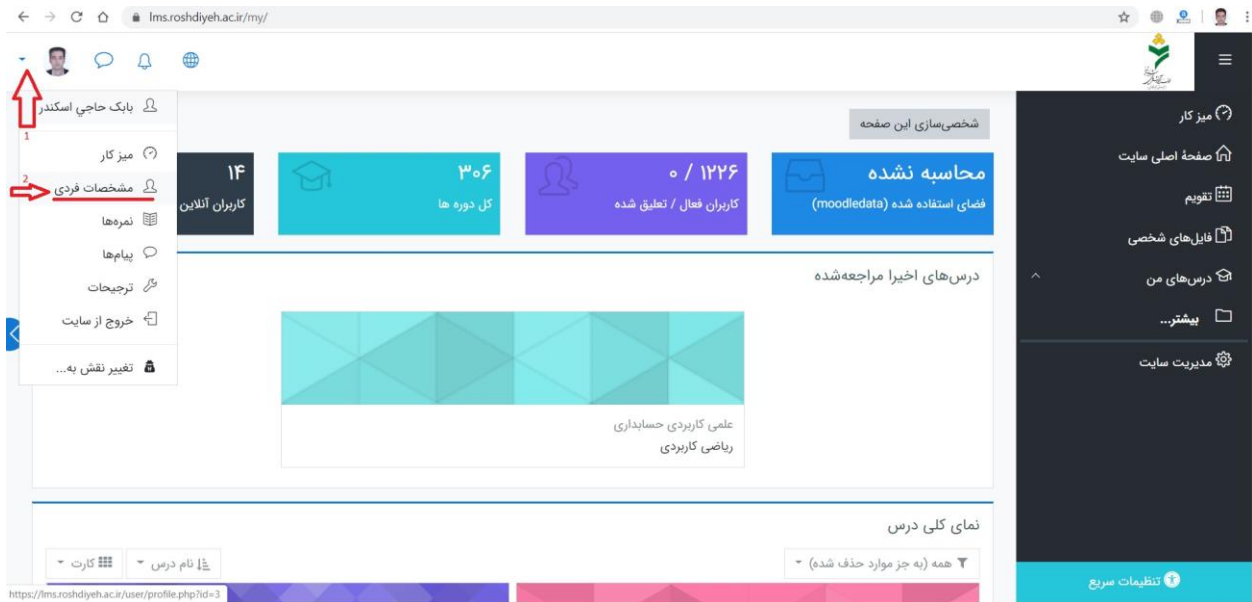 lms.roshdiyeh.ac.ir/my/
میز کار
صفحهٔ اصلی سایت
تقویم
فایل‌های شخصی
درس‌های من
بیشتر...
مدیریت سایت
تنظیمات سریع
شخصی‌سازی این صفحه
محاسبه نشده
فضای استفاده شده (moodledata)
۱۲۲۶ / ۰
کاربران فعال / تعلیق شده
۳۰۶
کل دوره ها
۱۴
کاربران آنلاین
درس‌های اخیرا مراجعه‌شده
علمی کاربردی حسابداری
ریاضی کاربردی
نمای کلی درس
همه (به جز موارد حذف شده)
نام درس
کارت
1
2
بابک حاجي اسکندر
میز کار
مشخصات فردی
نمره‌ها
پیام‌ها
ترجیحات
خروج از سایت
تغییر نقش به...
https://lms.roshdiyeh.ac.ir/user/profile.php?id=3